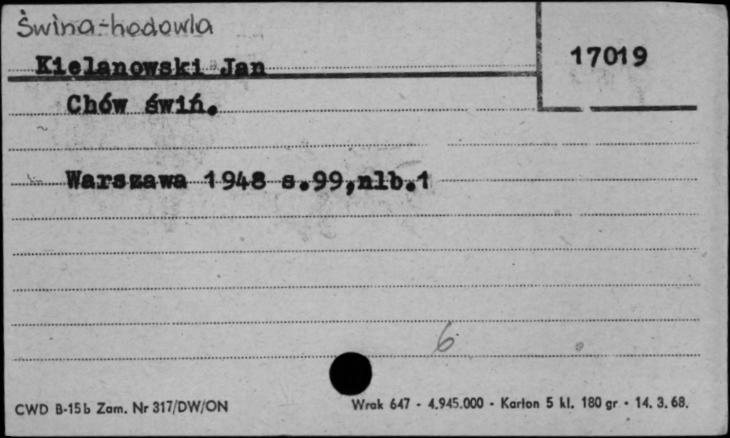 Świna-hodowla
17019
Kielanowski Jan
Chów świń.
Warszawa 1948 s.99,nlb.1
6
CWD B-15b Zam. Nr 317/DW/ON
Wrak 647 - 4.945.000 - Karton 5 kl. 180 gr - 14. 3. 68.